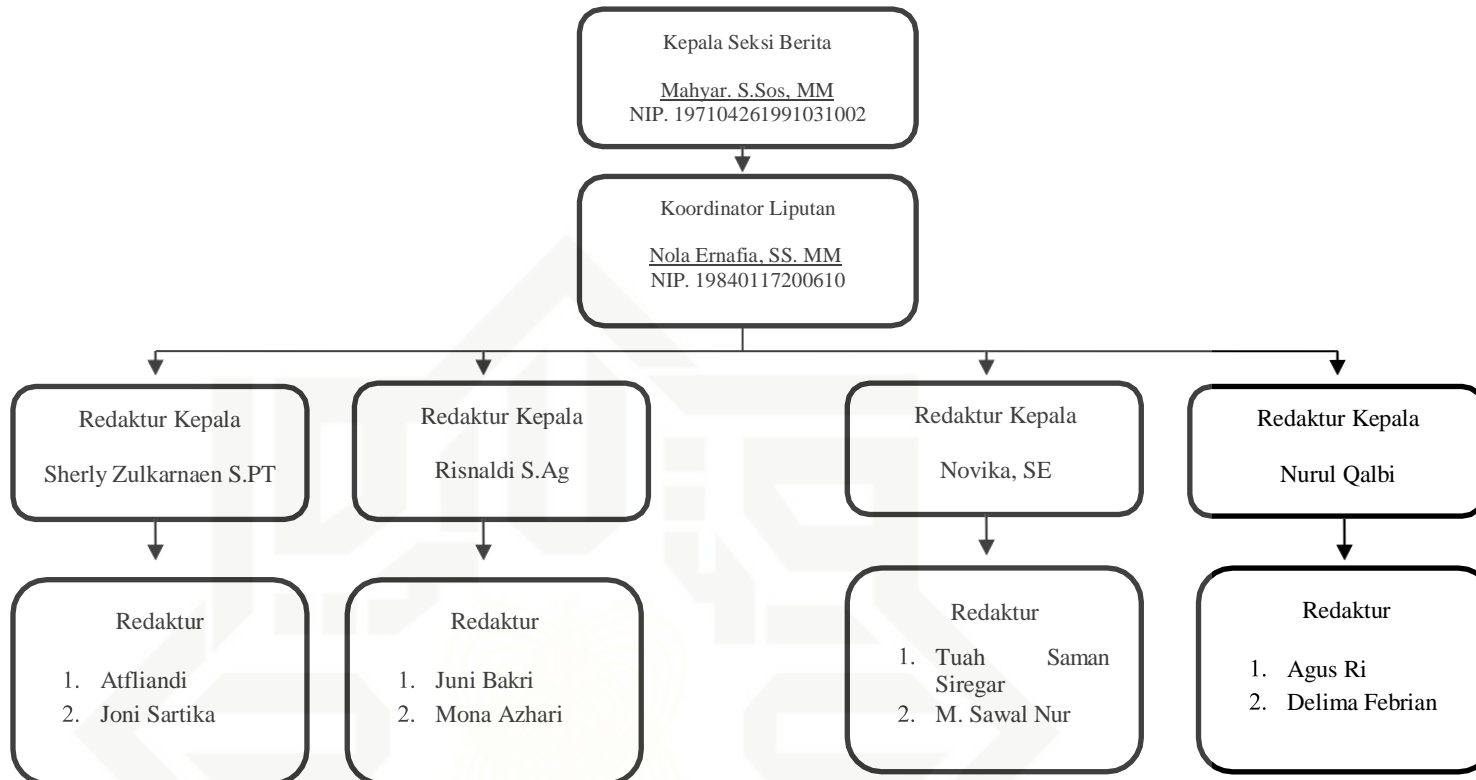 Kepala Seksi Berita
Mahyar. S.Sos, MM
NIP. 197104261991031002
Koordinator Liputan
Nola Ernafia, SS. MM
NIP. 19840117200610
Redaktur Kepala
Sherly Zulkarnaen S.PT
Redaktur Kepala
Risnaldi S.Ag
Redaktur Kepala
Novika, SE
Redaktur Kepala
Nurul Qalbi
Redaktur
1. Atfliandi
2. Joni Sartika
Redaktur
1. Juni Bakri
2. Mona Azhari
Redaktur
1. Tuah Saman
Siregar
2. M. Sawal Nur
Redaktur
1. Agus Ri
2. Delima Febrian